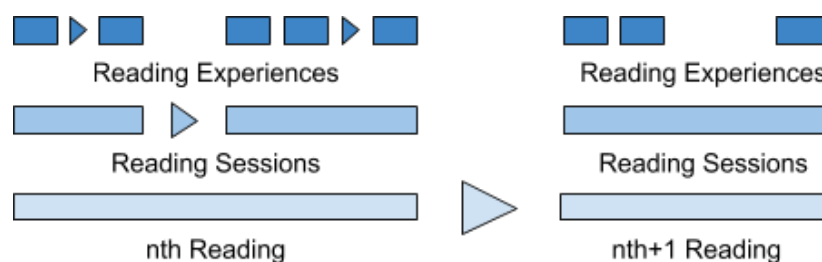 Reading Experiences
Reading Experiences
Reading Sessions
Reading Sessions
nth Reading
nth+1 Reading